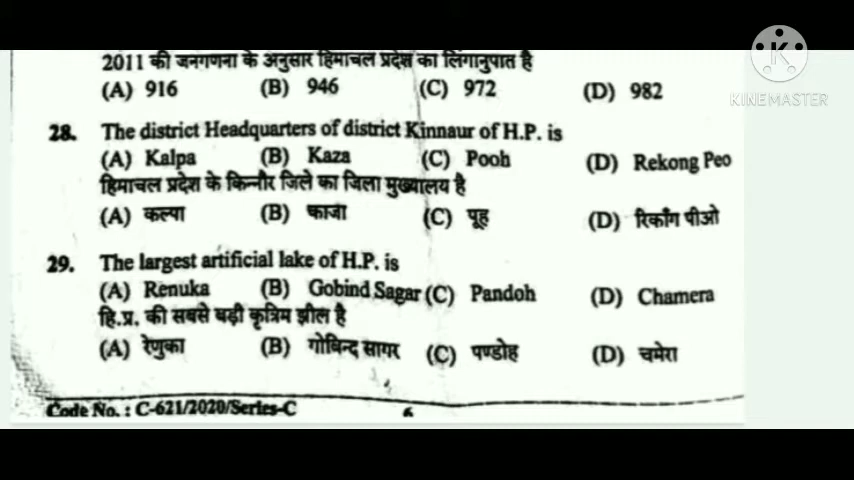 2011 की जनगणना के अनुसार हिमाचल प्रदेश का लिंगानुपात है
(A) 916 (B) 946 (C) 972 (D) 982
KINEMASTER
28. The district Headquarters of district Kinnaur of H.P. is
(A) Kalpa (B) Kaza (C) Pooh (D) Rekong Peo
हिमाचल प्रदेश के किन्नौर जिले का जिला मुख्यालय है
(A) कल्पा (B) काजा (C) पूह (D) रिकाँग पीओ
29. The largest artificial lake of H.P. is
(A) Renuka (B) Gobind Sagar (C) Pandoh (D) Chamera
हि.प्र. की सबसे बड़ी कृत्रिम झील है
(A) रेणुका (B) गोबिन्द सागर (C) पण्डोह (D) चमेरा
Code No. : C-621/2020/Series-C 6